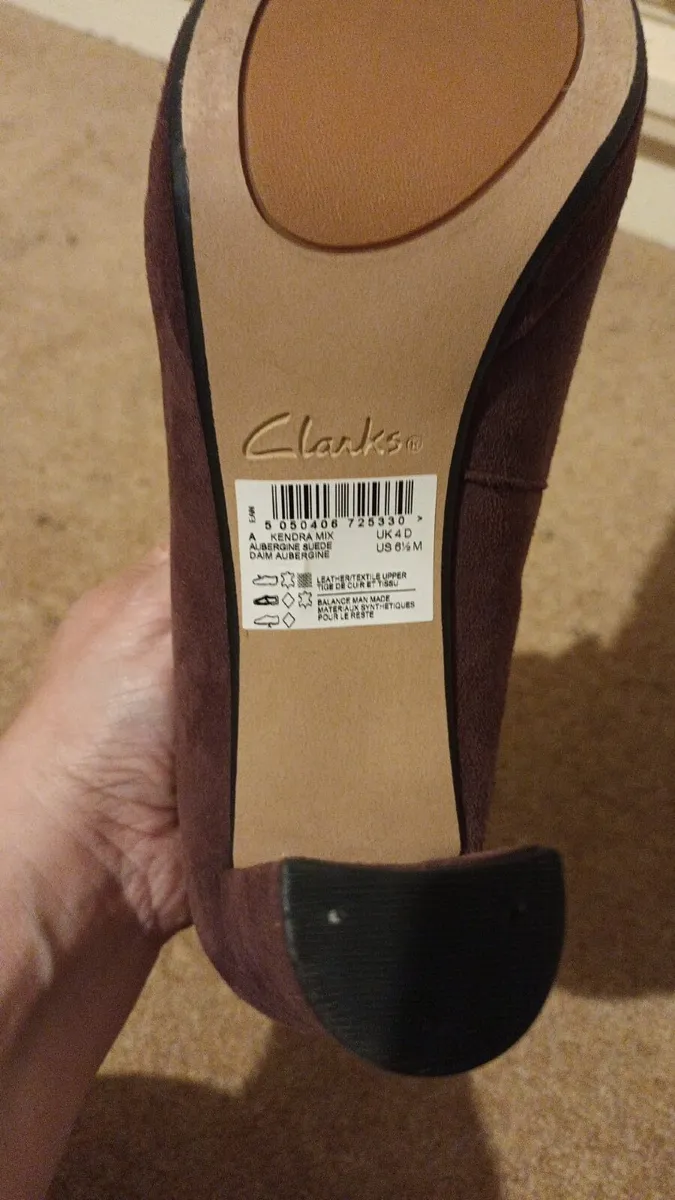 Clarks®
EAN
5 050406 725330 >
A KENDRA MIX UK 4 D
AUBERGINE SUEDE US 6½ M
DAIM AUBERGINE
LEATHER/TEXTILE UPPER
TIGE DE CUIR ET TISSU
BALANCE MAN MADE
MATERIAUX SYNTHETIQUES
POUR LE RESTE